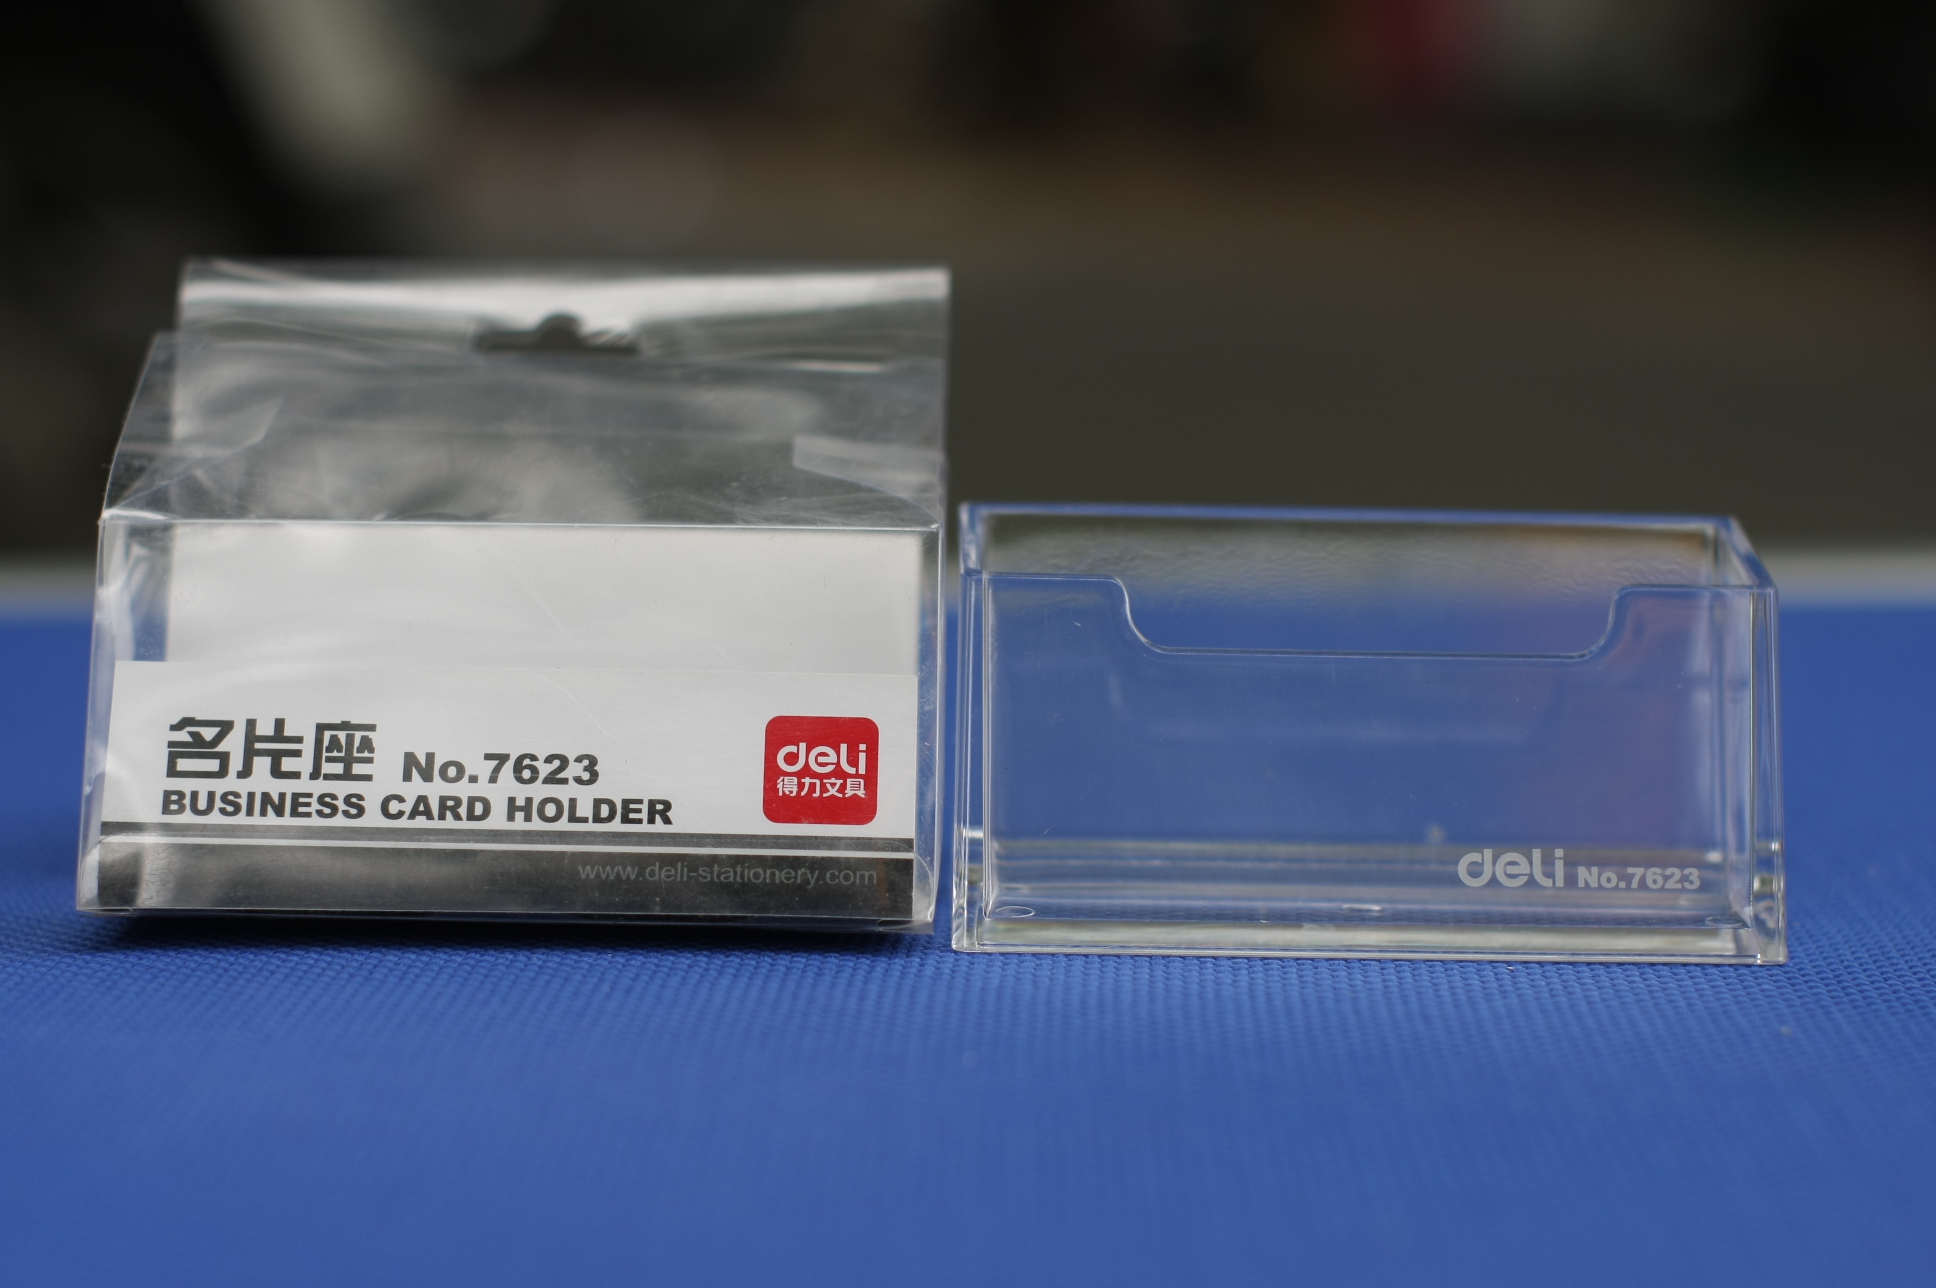 名片座 No.7623
BUSINESS CARD HOLDER
deli
得力文具
www.deli-stationery.com
deli No.7623